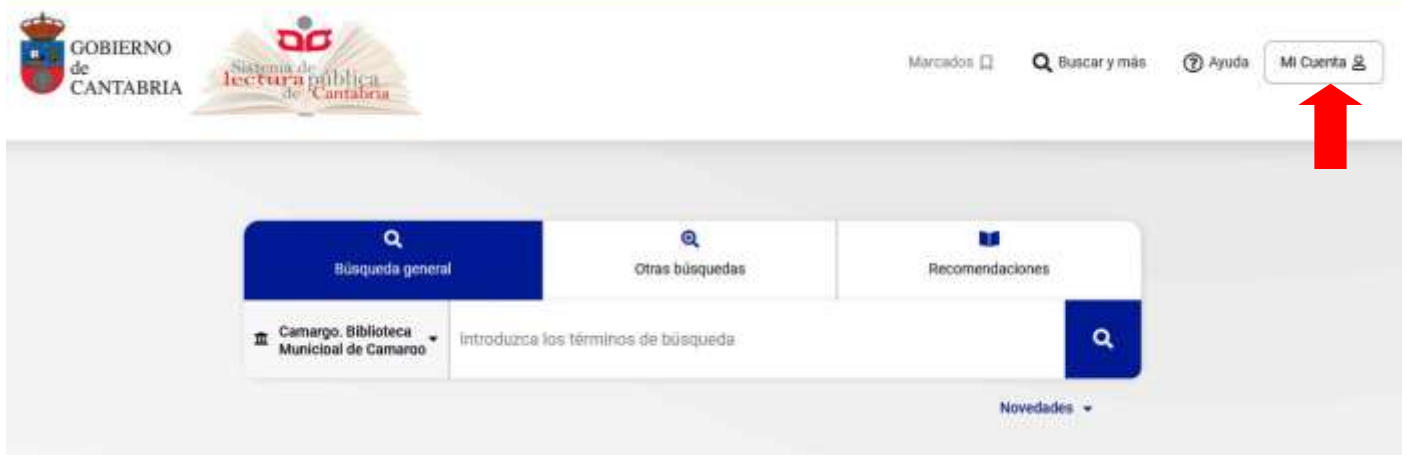 GOBIERNO
de
CANTABRIA
Sistema de
lectura pública
de Cantabria
Marcados
Buscar y más
Ayuda
Mi Cuenta
Búsqueda general
Otras búsquedas
Recomendaciones
Camargo. Biblioteca
Municipal de Camargo
Introduzca los términos de búsqueda
Novedades